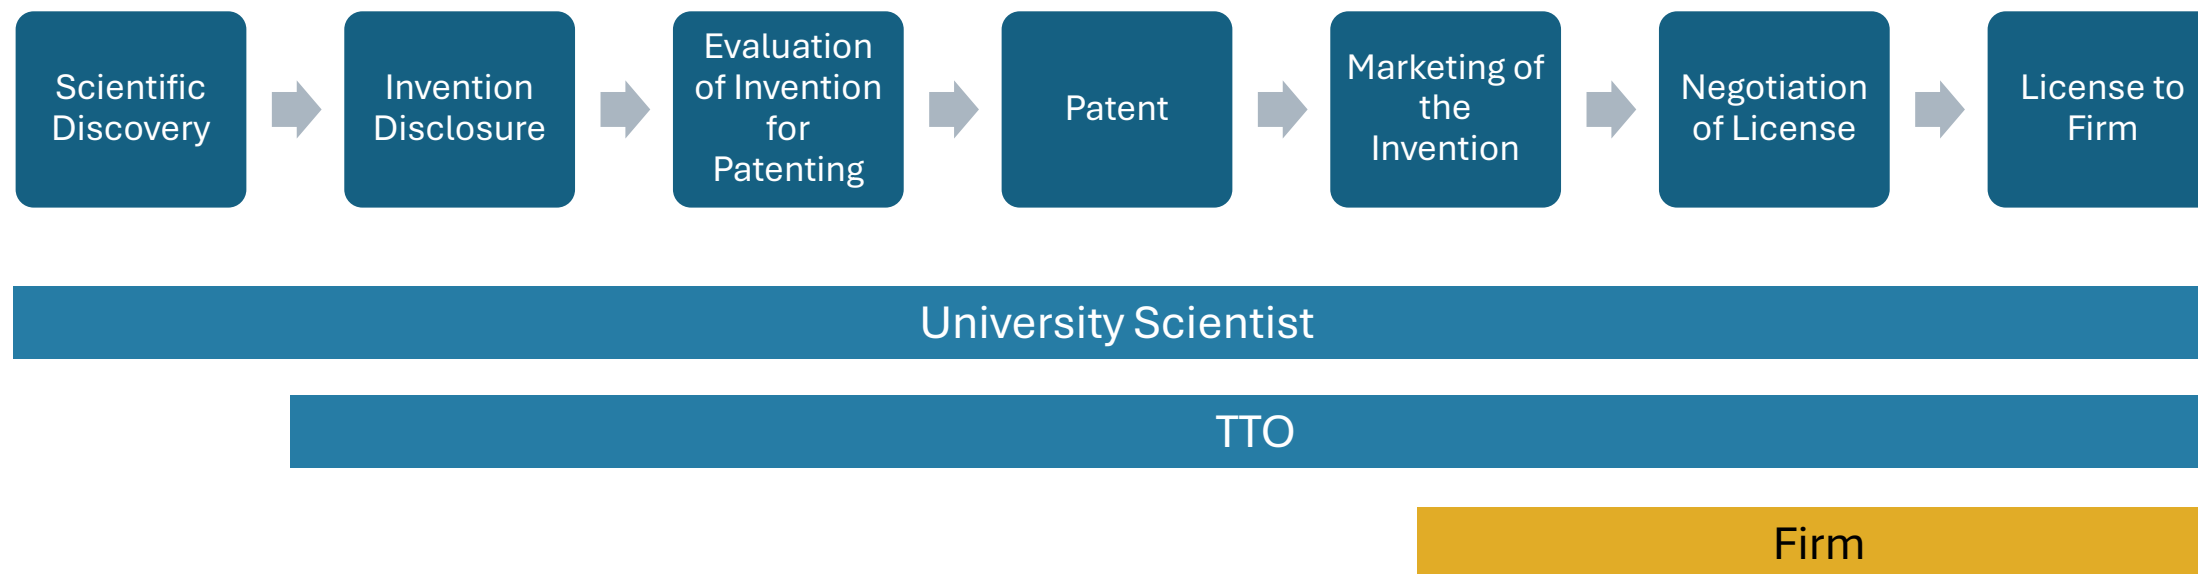 Scientific
Discovery
Invention
Disclosure
Evaluation
of Invention
for
Patenting
Patent
Marketing of
the
Invention
Negotiation
of License
License to
Firm
University Scientist
TTO
Firm